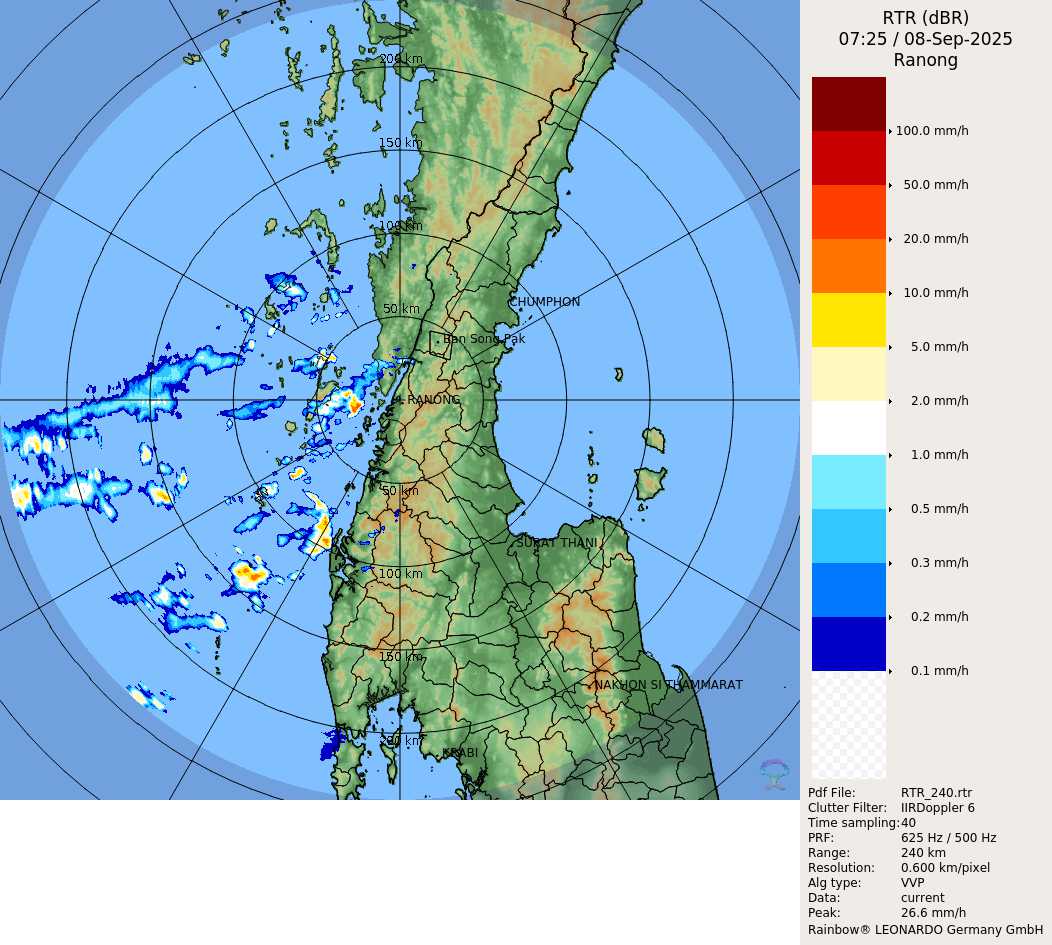 RTR (dBR)
07:25 / 08-Sep-2025
Ranong
200 km
150 km
100 km
50 km
CHUMPHON
Ban Song Pak
RANONG
50 km
SURAT THANI
100 km
150 km
NAKHON SI THAMMARAT
200 km
KRABI
100.0 mm/h
50.0 mm/h
20.0 mm/h
10.0 mm/h
5.0 mm/h
2.0 mm/h
1.0 mm/h
0.5 mm/h
0.3 mm/h
0.2 mm/h
0.1 mm/h
Pdf File: RTR_240.rtr
Clutter Filter: IIRDoppler 6
Time sampling: 40
PRF: 625 Hz / 500 Hz
Range: 240 km
Resolution: 0.600 km/pixel
Alg type: VVP
Data: current
Peak: 26.6 mm/h
Rainbow® LEONARDO Germany GmbH